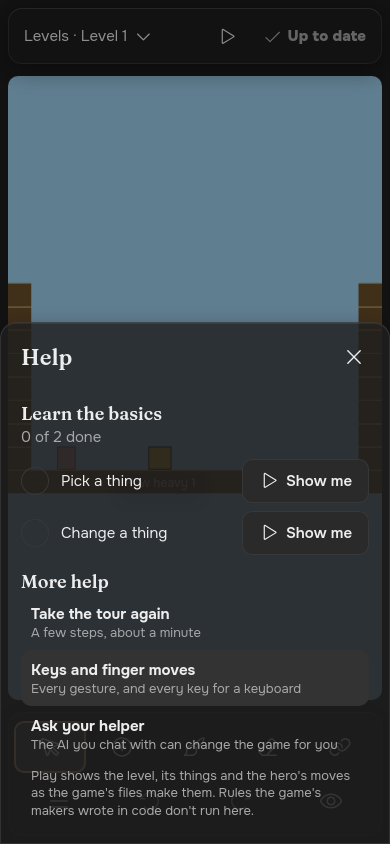 Levels · Level 1
Up to date
Help
Learn the basics
0 of 2 done
Pick a thing
Show me
Change a thing
Show me
More help
Take the tour again
A few steps, about a minute
Keys and finger moves
Every gesture, and every key for a keyboard
Ask your helper
The AI you chat with can change the game for you
Play shows the level, its things and the hero's moves
as the game's files make them. Rules the game's
makers wrote in code don't run here.